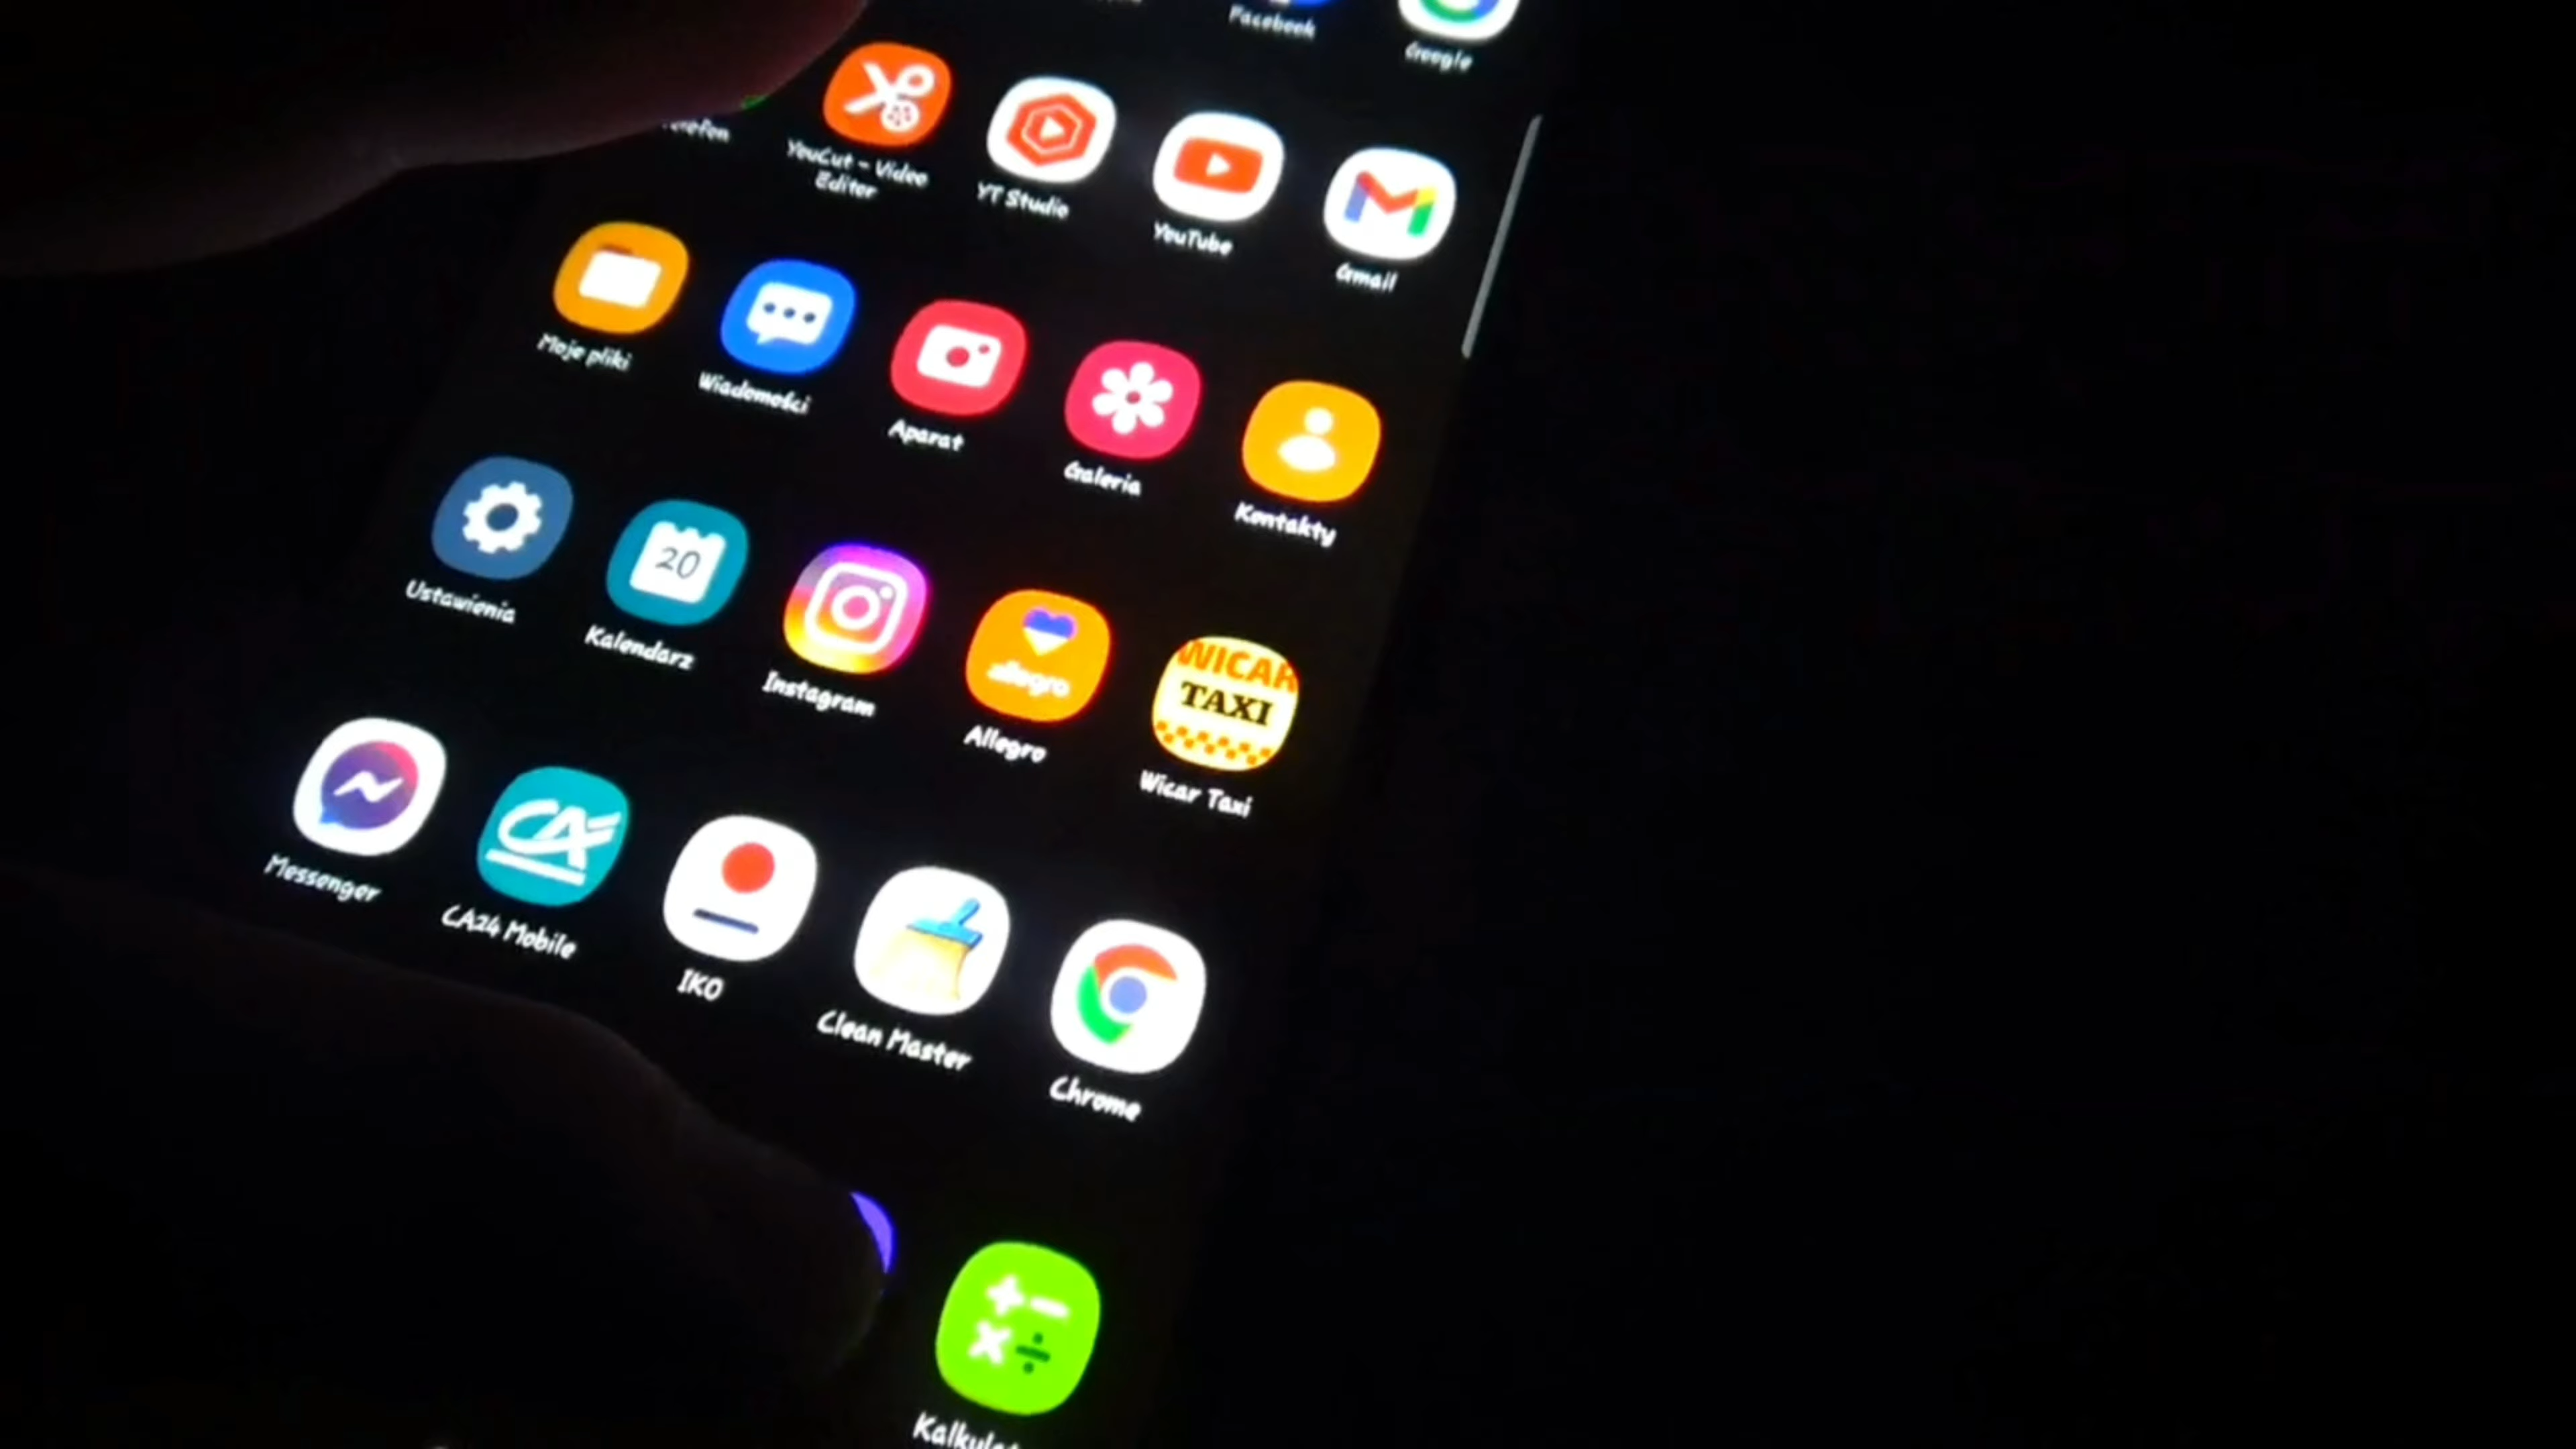 Facebook
Google
YouCut - Video
Editor
YT Studio
YouTube
Gmail
Moje pliki
Wiadomości
Aparat
Galeria
Kontakty
20
Ustawienia
Kalendarz
Instagram
allegro
Allegro
WICAR
TAXI
Wicar Taxi
Messenger
CA
CA24 Mobile
IKO
Clean Master
Chrome